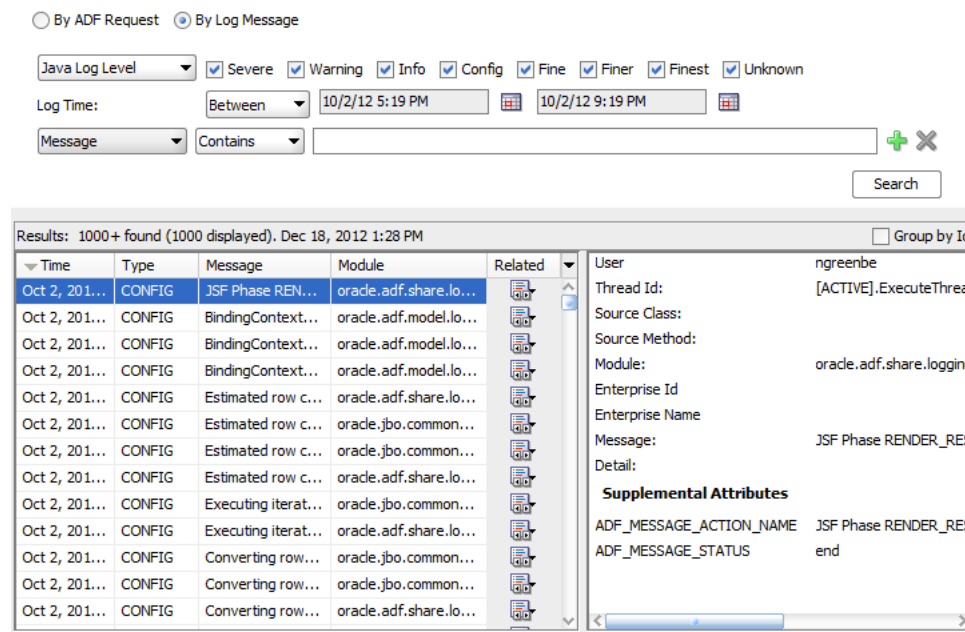 By ADF Request By Log Message
Java Log Level Severe Warning Info Config Fine Finer Finest Unknown
Log Time: Between 10/2/12 5:19 PM 10/2/12 9:19 PM
Message Contains
Search
Results: 1000+ found (1000 displayed). Dec 18, 2012 1:28 PM Group by Id
Time Type Message Module Related
Oct 2, 201... CONFIG JSF Phase REN... oracle.adf.share.lo...
Oct 2, 201... CONFIG BindingContext... oracle.adf.model.lo...
Oct 2, 201... CONFIG BindingContext... oracle.adf.model.lo...
Oct 2, 201... CONFIG BindingContext... oracle.adf.model.lo...
Oct 2, 201... CONFIG Estimated row c... oracle.adf.share.lo...
Oct 2, 201... CONFIG Estimated row c... oracle.jbo.common...
Oct 2, 201... CONFIG Estimated row c... oracle.jbo.common...
Oct 2, 201... CONFIG Estimated row c... oracle.adf.share.lo...
Oct 2, 201... CONFIG Executing iterat... oracle.jbo.common...
Oct 2, 201... CONFIG Executing iterat... oracle.adf.share.lo...
Oct 2, 201... CONFIG Converting row... oracle.jbo.common...
Oct 2, 201... CONFIG Converting row... oracle.jbo.common...
Oct 2, 201... CONFIG Converting row... oracle.adf.share.lo...
User ngreenbe
Thread Id: [ACTIVE].ExecuteThrea
Source Class:
Source Method:
Module: oracle.adf.share.loggin
Enterprise Id
Enterprise Name
Message: JSF Phase RENDER_RES
Detail:
Supplemental Attributes
ADF_MESSAGE_ACTION_NAME JSF Phase RENDER_RES
ADF_MESSAGE_STATUS end